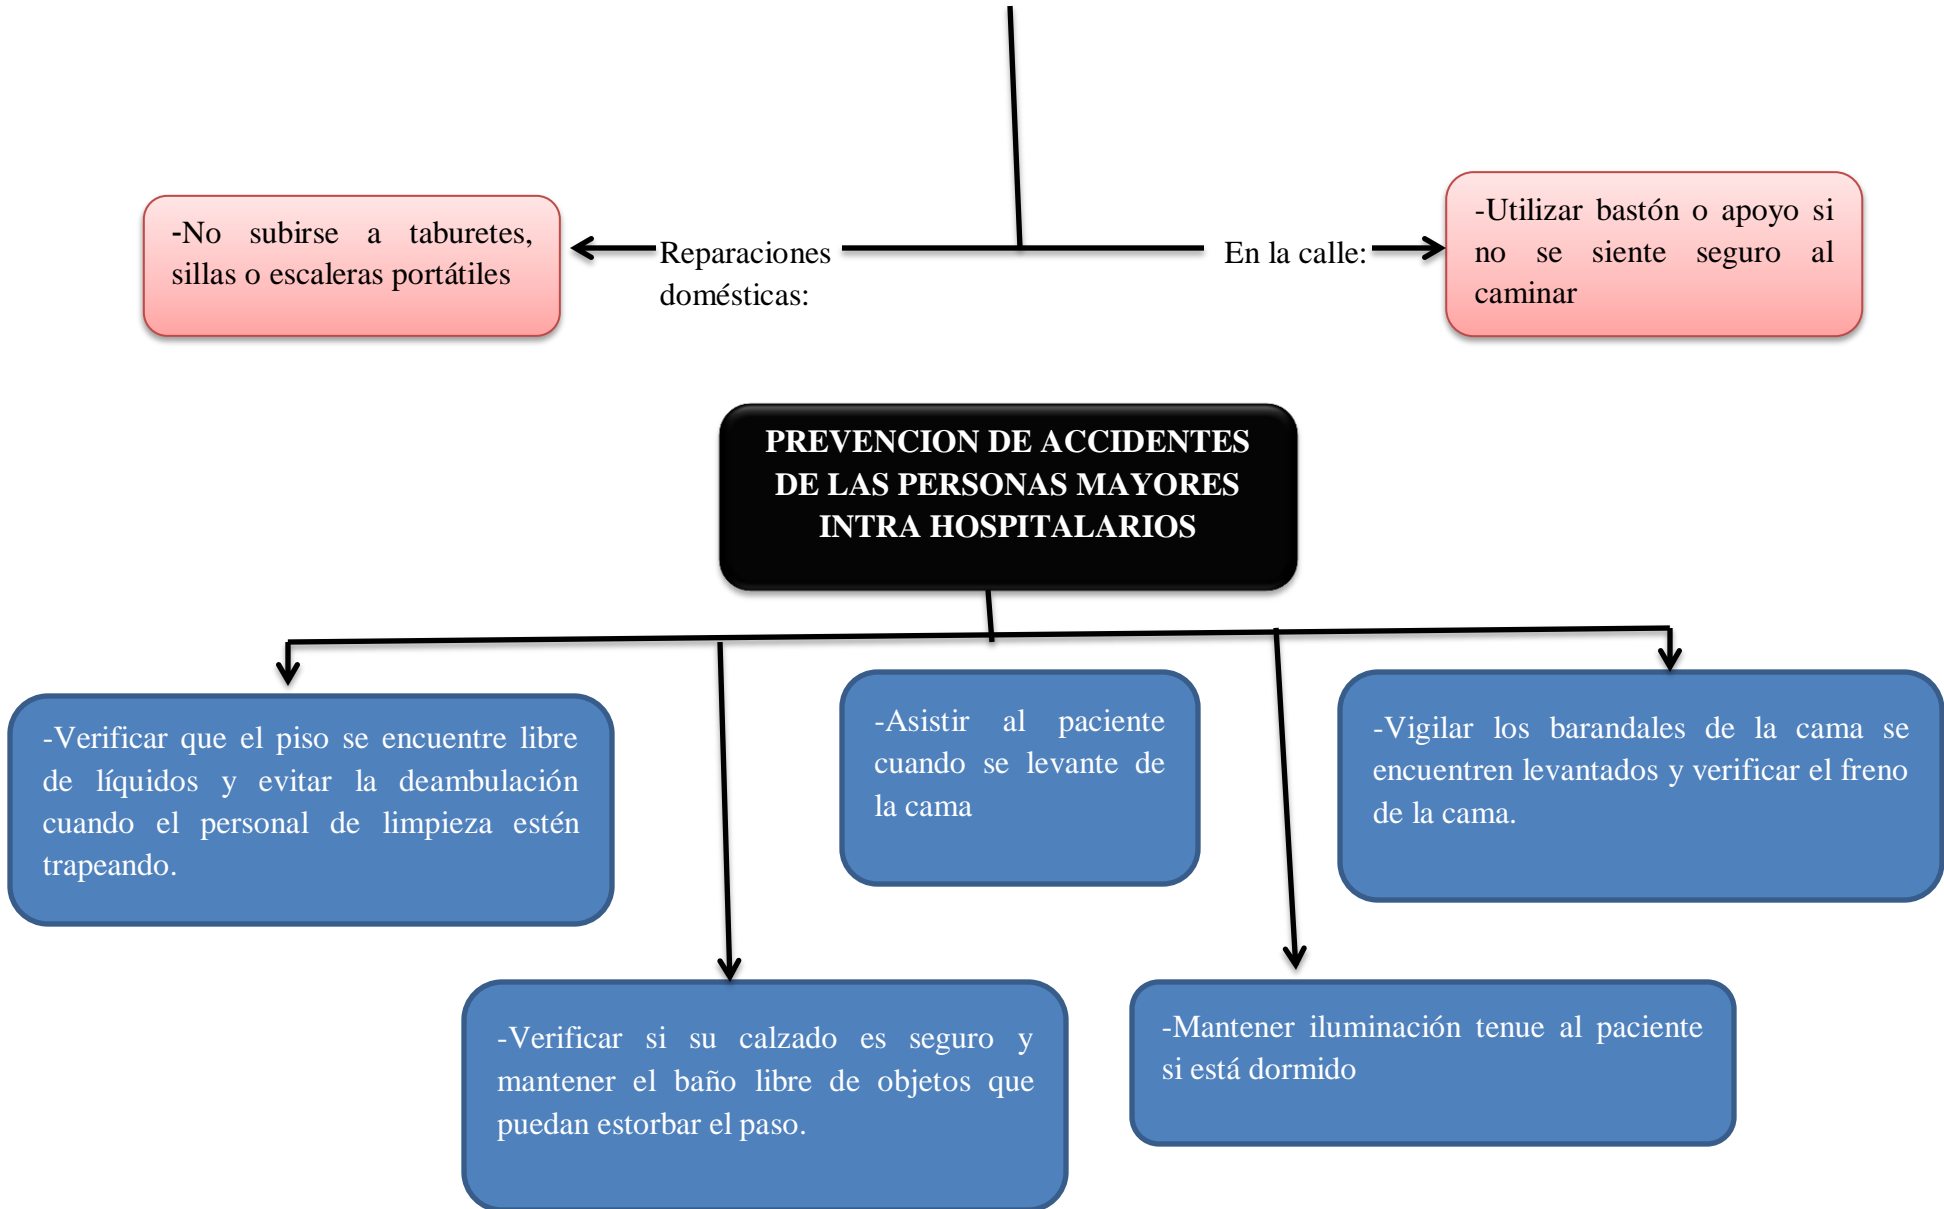 -No subirse a taburetes,
sillas o escaleras portátiles
Reparaciones
domésticas:
En la calle:
-Utilizar bastón o apoyo si
no se siente seguro al
caminar
PREVENCION DE ACCIDENTES
DE LAS PERSONAS MAYORES
INTRA HOSPITALARIOS
-Verificar que el piso se encuentre libre
de líquidos y evitar la deambulación
cuando el personal de limpieza estén
trapeando.
-Asistir al paciente
cuando se levante de
la cama
-Vigilar los barandales de la cama se
encuentren levantados y verificar el freno
de la cama.
-Verificar si su calzado es seguro y
mantener el baño libre de objetos que
puedan estorbar el paso.
-Mantener iluminación tenue al paciente
si está dormido